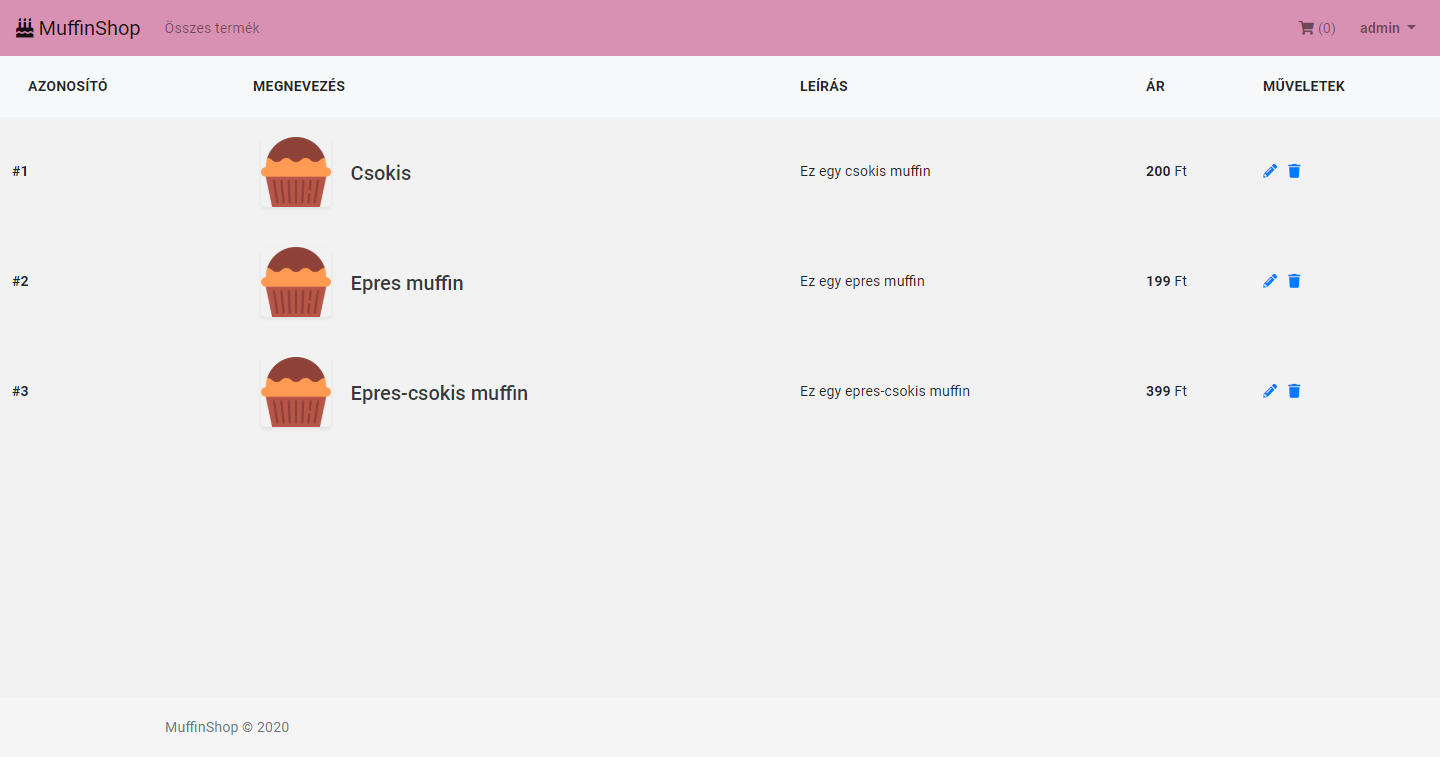 MuffinShop Összes termék (0) admin
AZONOSÍTÓ MEGNEVEZÉS LEÍRÁS ÁR MŰVELETEK
#1 Csokis Ez egy csokis muffin 200 Ft
#2 Epres muffin Ez egy epres muffin 199 Ft
#3 Epres-csokis muffin Ez egy epres-csokis muffin 399 Ft
MuffinShop © 2020